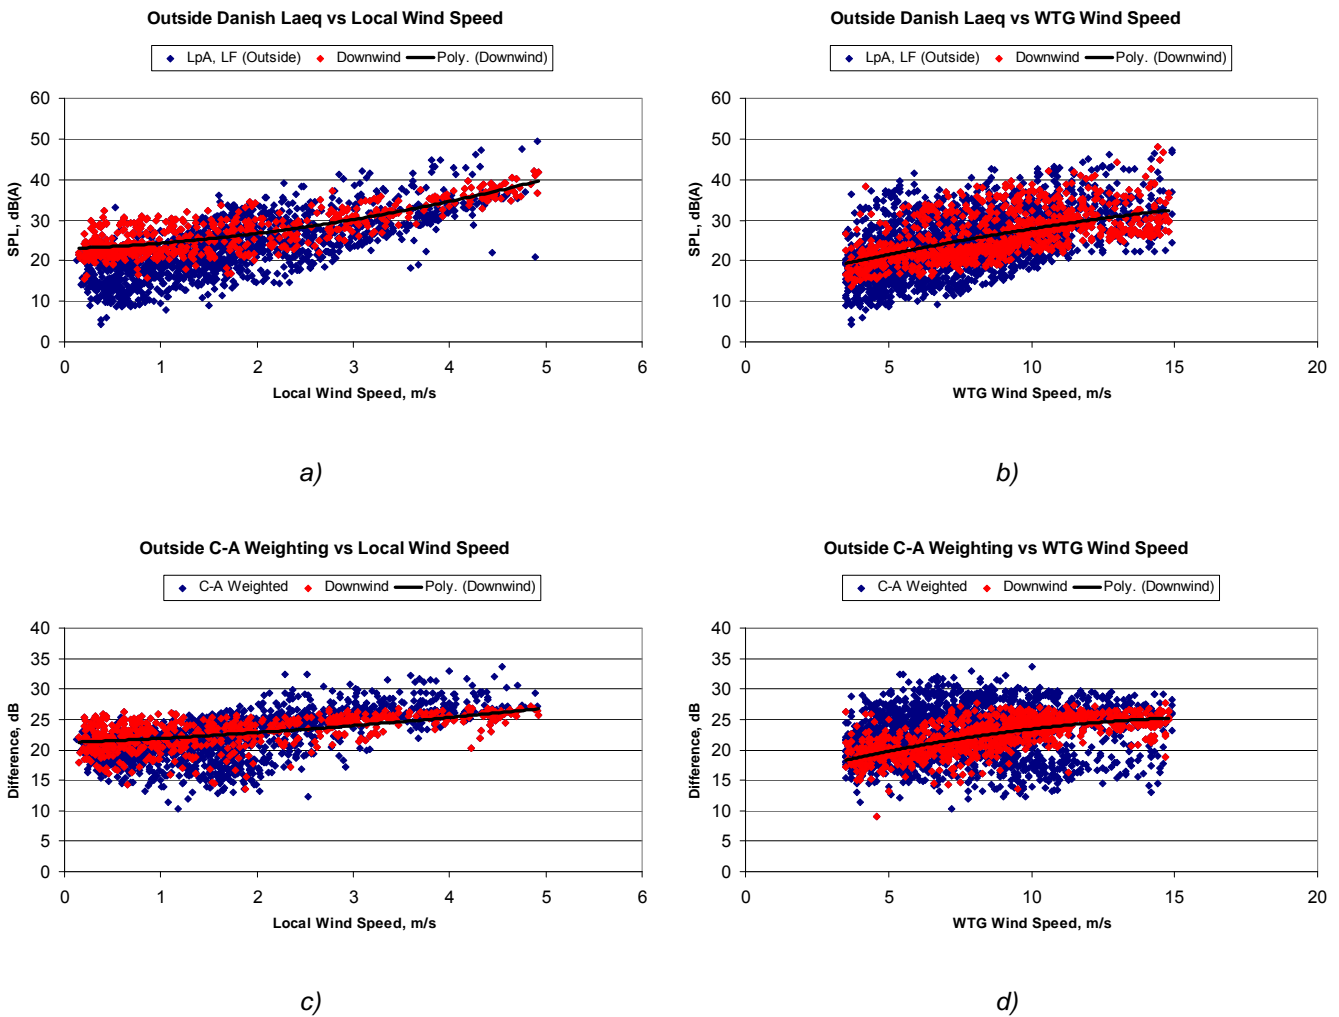 Outside Danish Laeq vs Local Wind Speed
LpA, LF (Outside) Downwind Poly. (Downwind)
60
50
40
30
20
10
0
SPL, dB(A)
0 1 2 3 4 5 6
Local Wind Speed, m/s
a)
Outside Danish Laeq vs WTG Wind Speed
LpA, LF (Outside) Downwind Poly. (Downwind)
60
50
40
30
20
10
0
SPL, dB(A)
0 5 10 15 20
WTG Wind Speed, m/s
b)
Outside C-A Weighting vs Local Wind Speed
C-A Weighted Downwind Poly. (Downwind)
40
35
30
25
20
15
10
5
0
Difference, dB
0 1 2 3 4 5 6
Local Wind Speed, m/s
c)
Outside C-A Weighting vs WTG Wind Speed
C-A Weighted Downwind Poly. (Downwind)
40
35
30
25
20
15
10
5
0
Difference, dB
0 5 10 15 20
WTG Wind Speed, m/s
d)